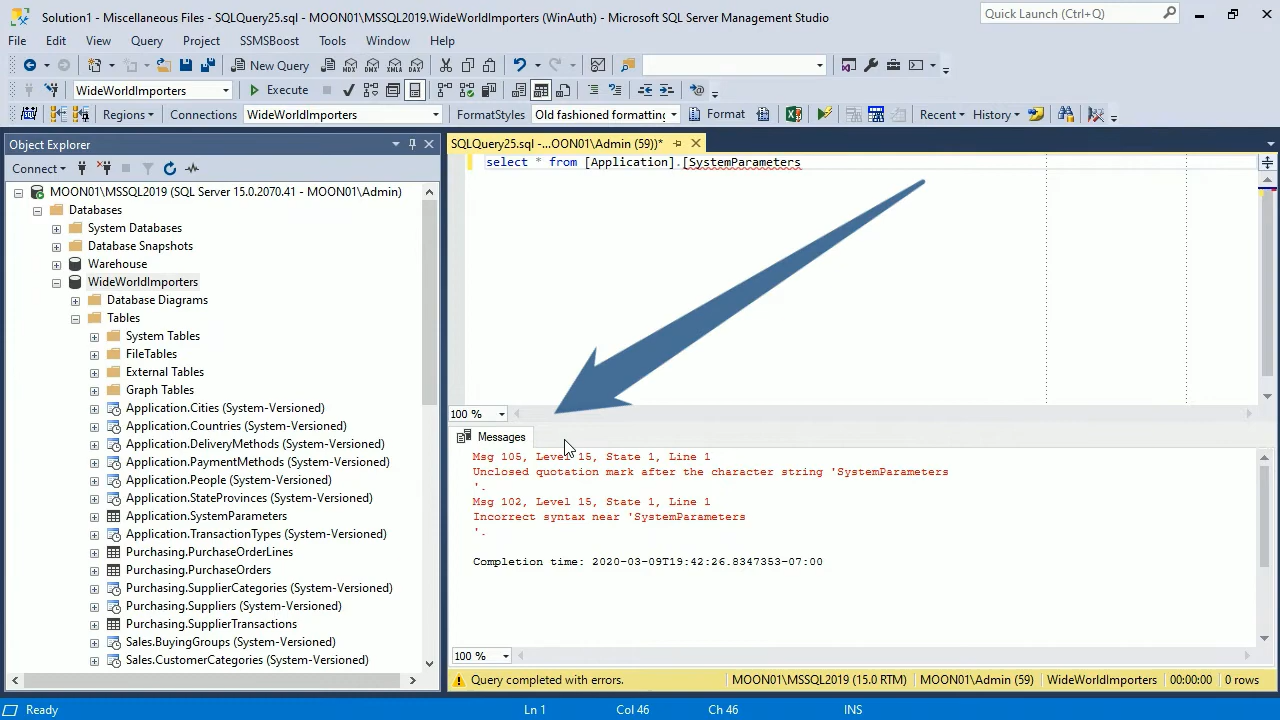 Solution1 - Miscellaneous Files - SQLQuery25.sql - MOON01\MSSQL2019.WideWorldImporters (WinAuth) - Microsoft SQL Server Management Studio
Quick Launch (Ctrl+Q)
File Edit View Query Project SSMSBoost Tools Window Help
New Query MDX DMX XMLA DAX
WideWorldImporters Execute
Regions Connections WideWorldImporters FormatStyles Old fashioned formatting Format Recent History
Object Explorer
Connect
MOON01\MSSQL2019 (SQL Server 15.0.2070.41 - MOON01\Admin)
Databases
System Databases
Database Snapshots
Warehouse
WideWorldImporters
Database Diagrams
Tables
System Tables
FileTables
External Tables
Graph Tables
Application.Cities (System-Versioned)
Application.Countries (System-Versioned)
Application.DeliveryMethods (System-Versioned)
Application.PaymentMethods (System-Versioned)
Application.People (System-Versioned)
Application.StateProvinces (System-Versioned)
Application.SystemParameters
Application.TransactionTypes (System-Versioned)
Purchasing.PurchaseOrderLines
Purchasing.PurchaseOrders
Purchasing.SupplierCategories (System-Versioned)
Purchasing.Suppliers (System-Versioned)
Purchasing.SupplierTransactions
Sales.BuyingGroups (System-Versioned)
Sales.CustomerCategories (System-Versioned)
SQLQuery25.sql -...OON01\Admin (59))*
select * from [Application].[SystemParameters
100 %
Messages
Msg 105, Level 15, State 1, Line 1
Unclosed quotation mark after the character string 'SystemParameters
'.
Msg 102, Level 15, State 1, Line 1
Incorrect syntax near 'SystemParameters
'.
Completion time: 2020-03-09T19:42:26.8347353-07:00
100 %
Query completed with errors. MOON01\MSSQL2019 (15.0 RTM) MOON01\Admin (59) WideWorldImporters 00:00:00 0 rows
Ready Ln 1 Col 46 Ch 46 INS